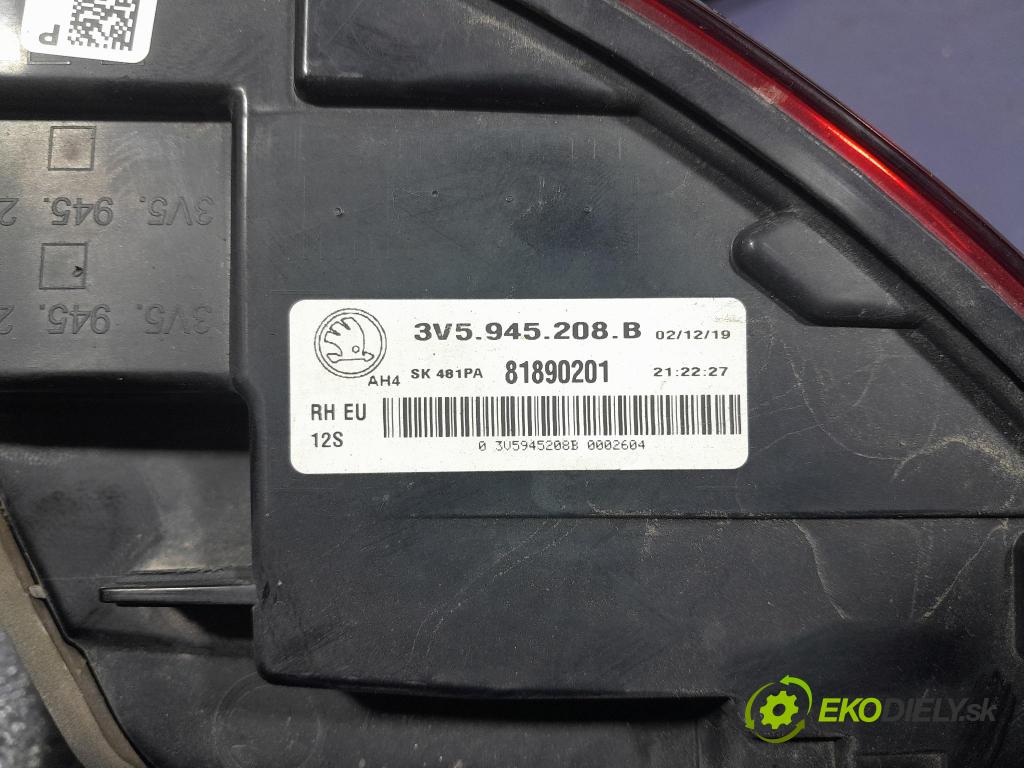 P
3V5. 945. 2
3V5. 945. 2
3V5.945.208.B 02/12/19
AH4 SK 481PA 81890201 21:22:27
RH EU
12S
0 3V5945208B 0002604
EKODIELY.sk